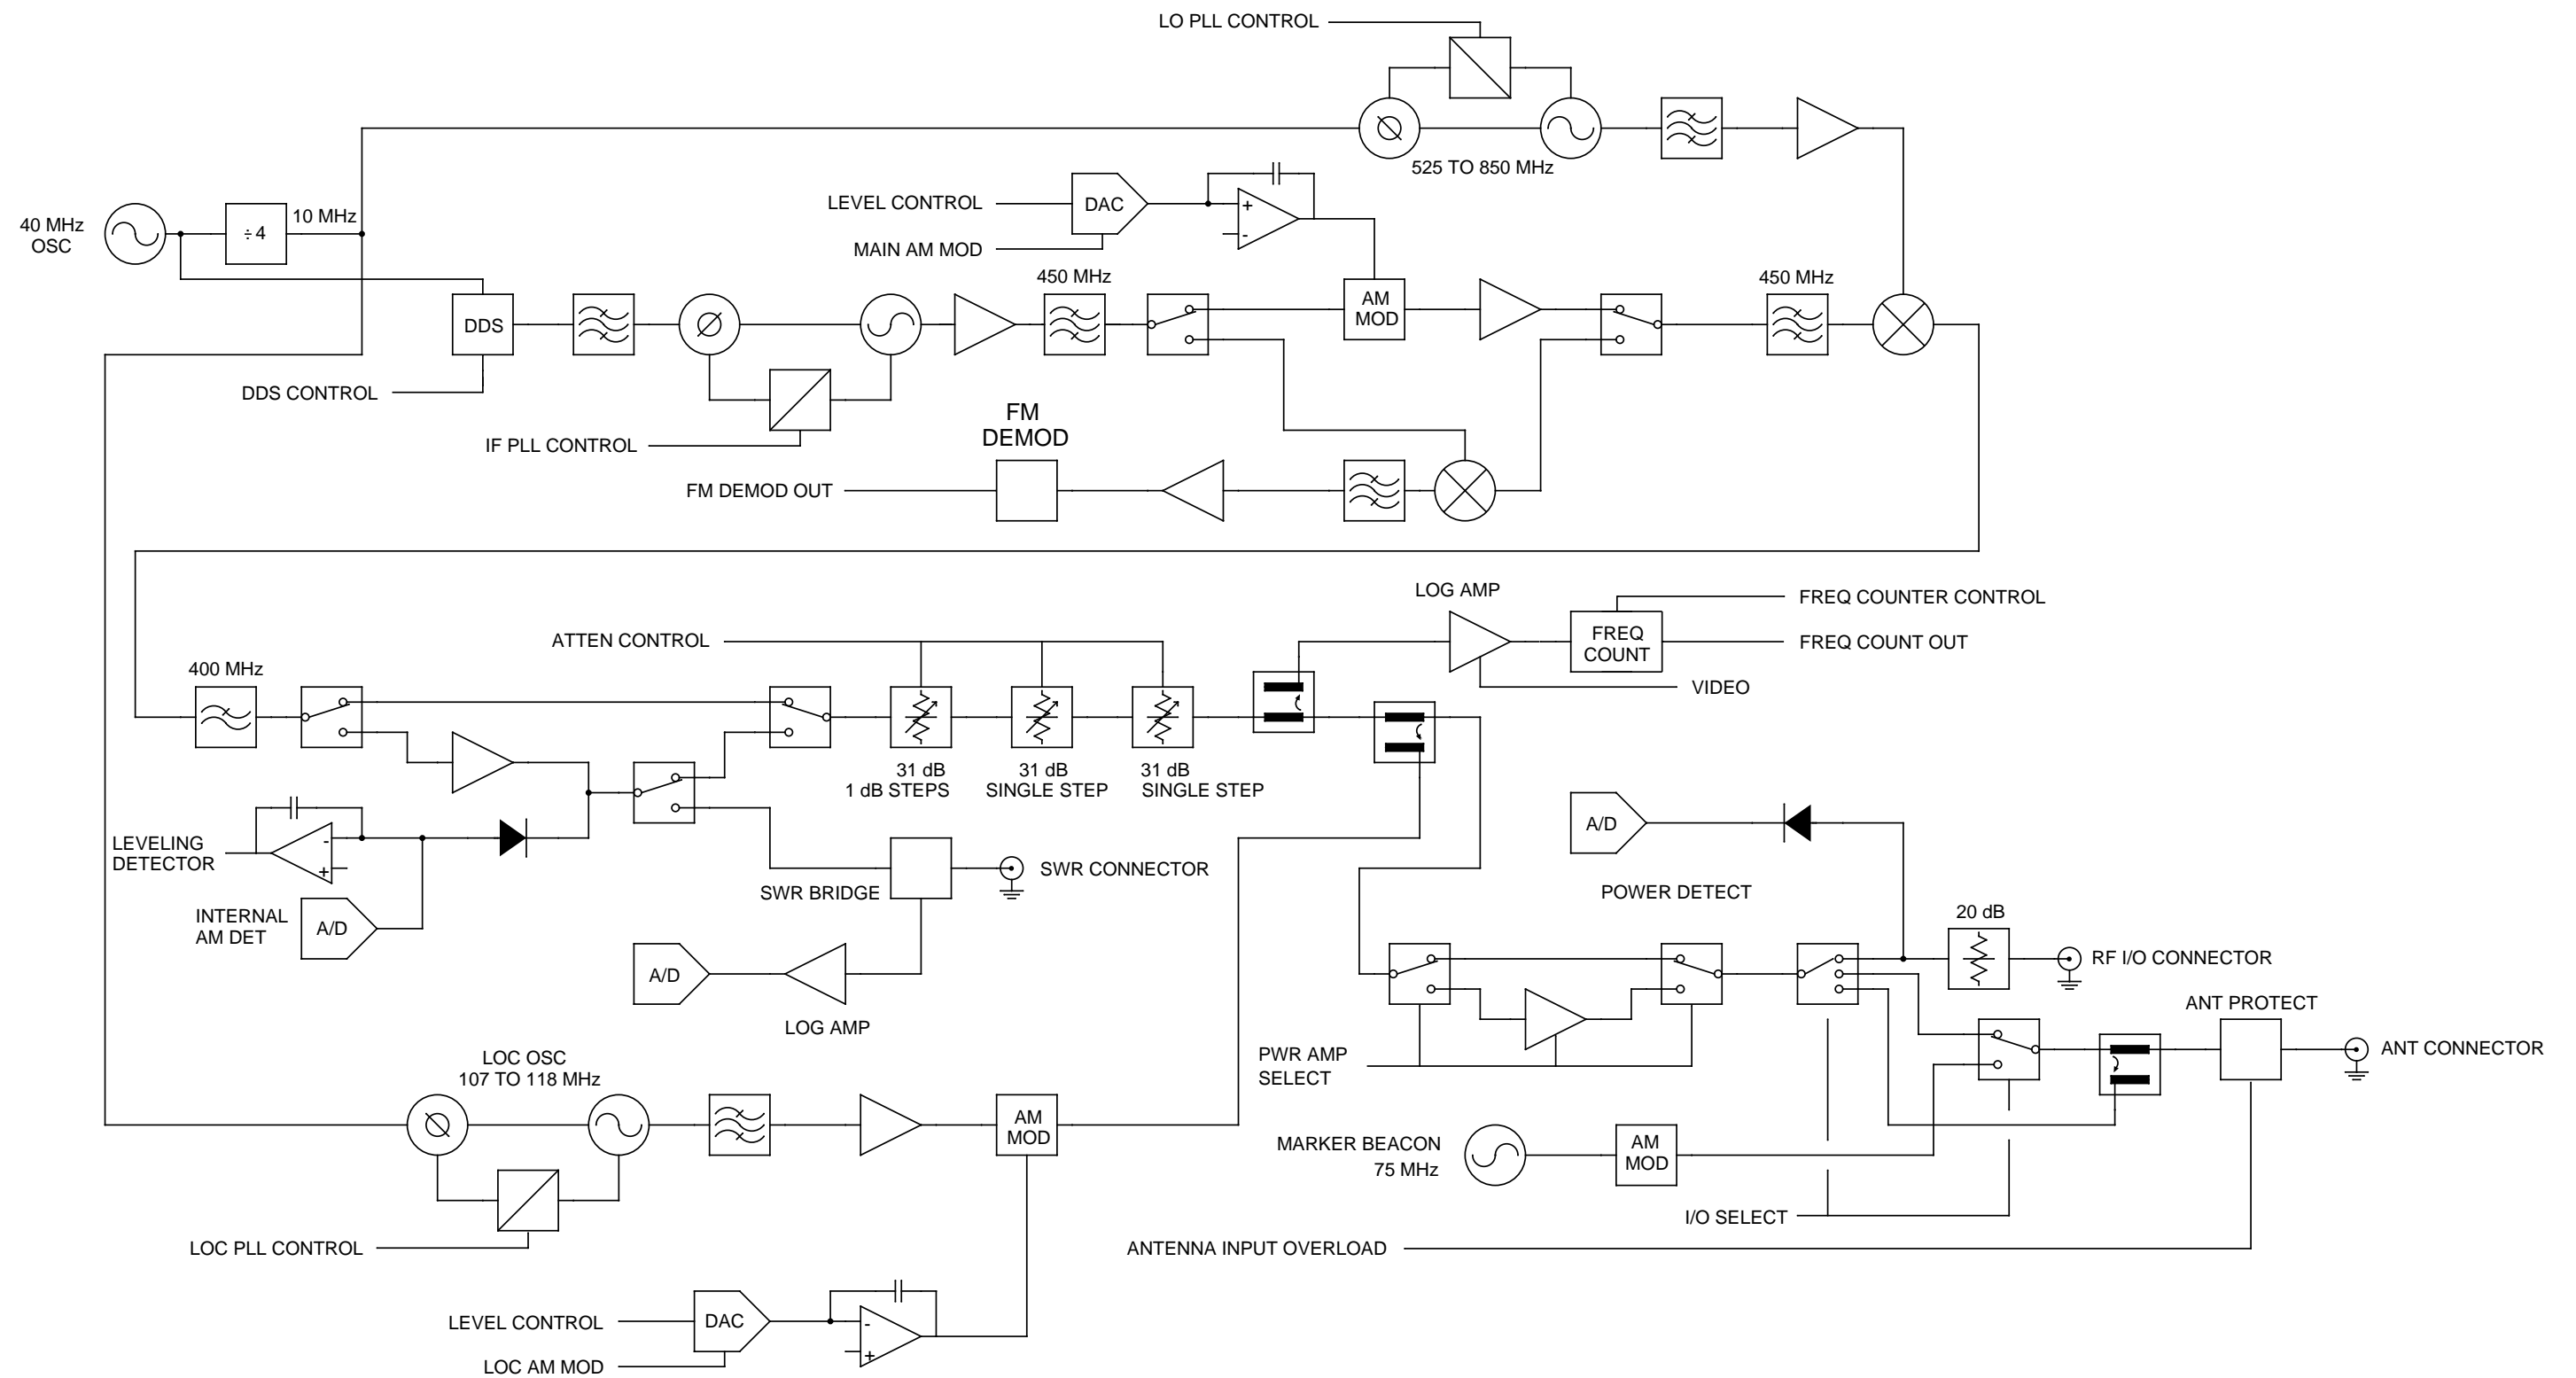 LO PLL CONTROL
525 TO 850 MHz
LEVEL CONTROL
DAC
+
-
MAIN AM MOD
40 MHz
OSC
÷4
10 MHz
450 MHz
AM
MOD
450 MHz
DDS
DDS CONTROL
IF PLL CONTROL
FM
DEMOD
FM DEMOD OUT
LOG AMP
FREQ COUNTER CONTROL
FREQ
COUNT
FREQ COUNT OUT
VIDEO
ATTEN CONTROL
400 MHz
31 dB
1 dB STEPS
31 dB
SINGLE STEP
31 dB
SINGLE STEP
LEVELING
DETECTOR
-
+
INTERNAL
AM DET
A/D
SWR BRIDGE
SWR CONNECTOR
A/D
LOG AMP
A/D
POWER DETECT
20 dB
RF I/O CONNECTOR
ANT PROTECT
ANT CONNECTOR
PWR AMP
SELECT
LOC OSC
107 TO 118 MHz
AM
MOD
MARKER BEACON
75 MHz
AM
MOD
I/O SELECT
LOC PLL CONTROL
ANTENNA INPUT OVERLOAD
LEVEL CONTROL
DAC
-
+
LOC AM MOD